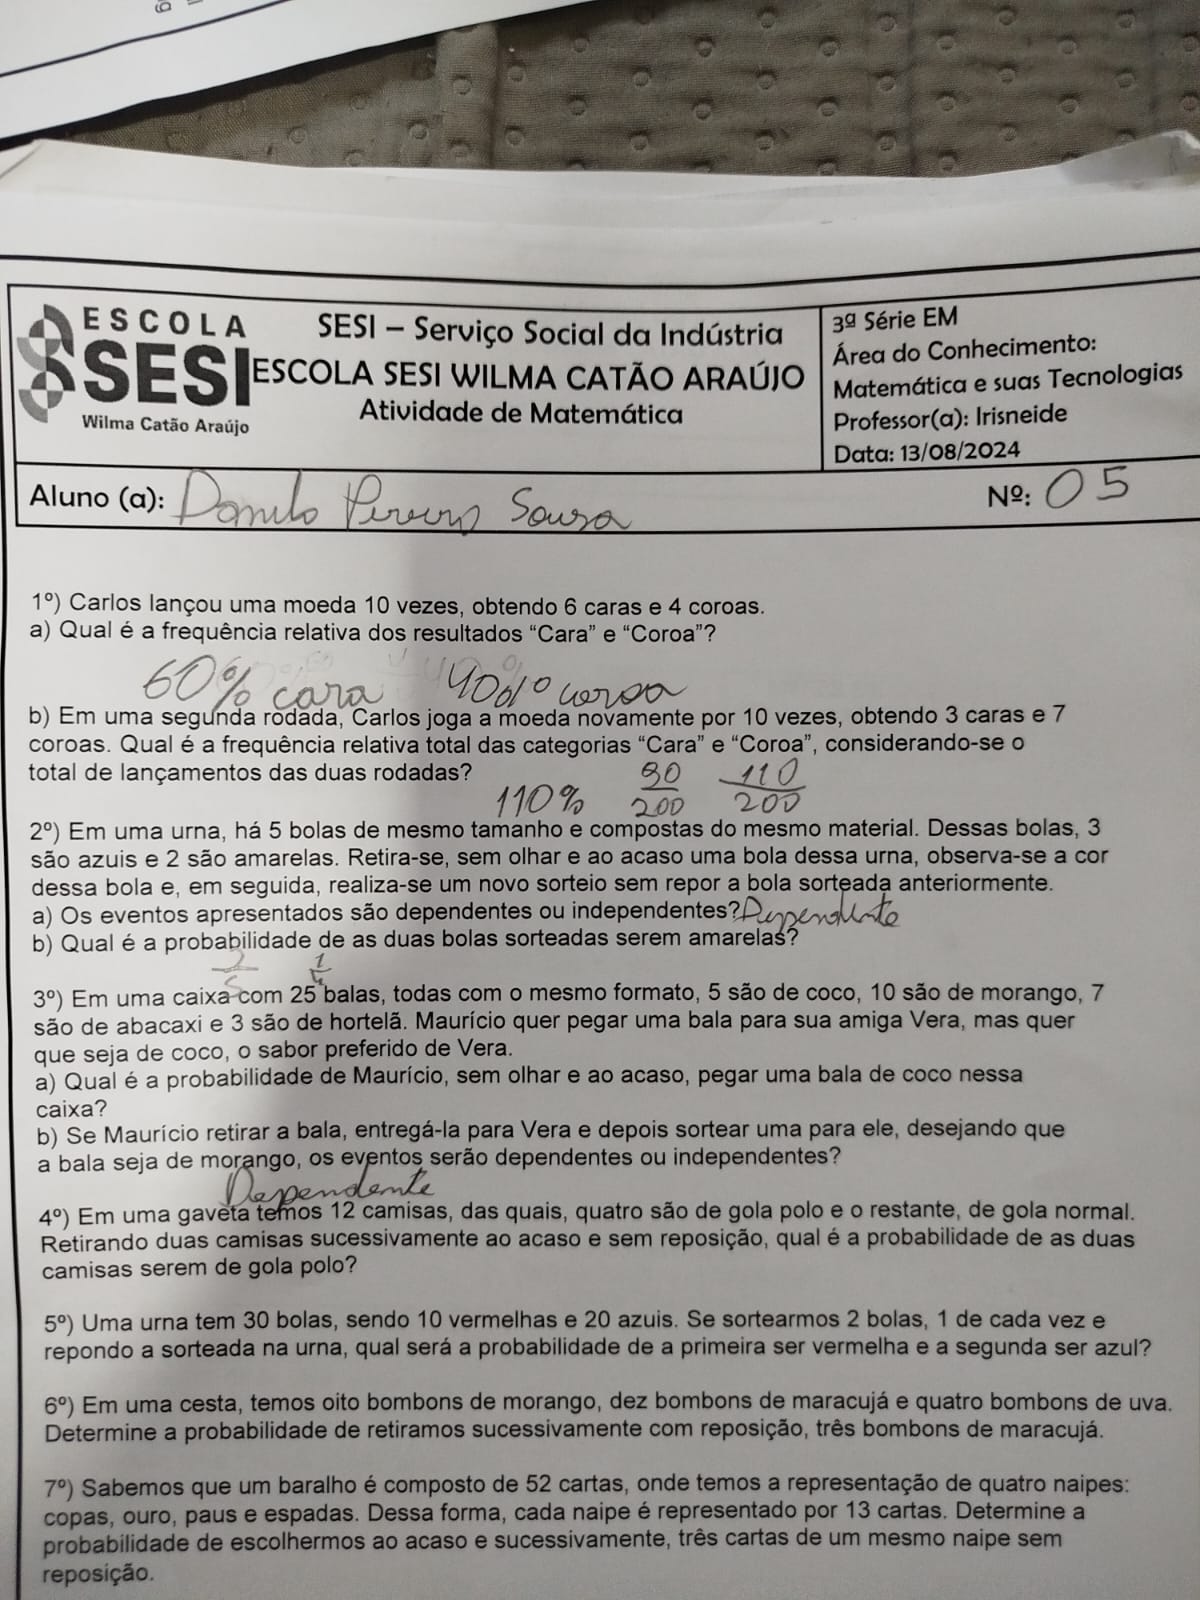 ESCOLA
SESI
Wilma Catão Araújo
SESI – Serviço Social da Indústria
ESCOLA SESI WILMA CATÃO ARAÚJO
Atividade de Matemática
3ª Série EM
Área do Conhecimento:
Matemática e suas Tecnologias
Professor(a): Irisneide
Data: 13/08/2024
Aluno (a): Danilo Pereira Sousa
Nº: 05
1º) Carlos lançou uma moeda 10 vezes, obtendo 6 caras e 4 coroas.
a) Qual é a frequência relativa dos resultados “Cara” e “Coroa”?
60% cara 40% coroa
b) Em uma segunda rodada, Carlos joga a moeda novamente por 10 vezes, obtendo 3 caras e 7
coroas. Qual é a frequência relativa total das categorias “Cara” e “Coroa”, considerando-se o
total de lançamentos das duas rodadas?
110% 90/200 110/200
2º) Em uma urna, há 5 bolas de mesmo tamanho e compostas do mesmo material. Dessas bolas, 3
são azuis e 2 são amarelas. Retira-se, sem olhar e ao acaso uma bola dessa urna, observa-se a cor
dessa bola e, em seguida, realiza-se um novo sorteio sem repor a bola sorteada anteriormente.
a) Os eventos apresentados são dependentes ou independentes? Dependente
b) Qual é a probabilidade de as duas bolas sorteadas serem amarelas?
2/5 1/4
3º) Em uma caixa com 25 balas, todas com o mesmo formato, 5 são de coco, 10 são de morango, 7
são de abacaxi e 3 são de hortelã. Maurício quer pegar uma bala para sua amiga Vera, mas quer
que seja de coco, o sabor preferido de Vera.
a) Qual é a probabilidade de Maurício, sem olhar e ao acaso, pegar uma bala de coco nessa
caixa?
b) Se Maurício retirar a bala, entregá-la para Vera e depois sortear uma para ele, desejando que
a bala seja de morango, os eventos serão dependentes ou independentes?
Dependente
4º) Em uma gaveta temos 12 camisas, das quais, quatro são de gola polo e o restante, de gola normal.
Retirando duas camisas sucessivamente ao acaso e sem reposição, qual é a probabilidade de as duas
camisas serem de gola polo?
5º) Uma urna tem 30 bolas, sendo 10 vermelhas e 20 azuis. Se sortearmos 2 bolas, 1 de cada vez e
repondo a sorteada na urna, qual será a probabilidade de a primeira ser vermelha e a segunda ser azul?
6º) Em uma cesta, temos oito bombons de morango, dez bombons de maracujá e quatro bombons de uva.
Determine a probabilidade de retiramos sucessivamente com reposição, três bombons de maracujá.
7º) Sabemos que um baralho é composto de 52 cartas, onde temos a representação de quatro naipes:
copas, ouro, paus e espadas. Dessa forma, cada naipe é representado por 13 cartas. Determine a
probabilidade de escolhermos ao acaso e sucessivamente, três cartas de um mesmo naipe sem
reposição.